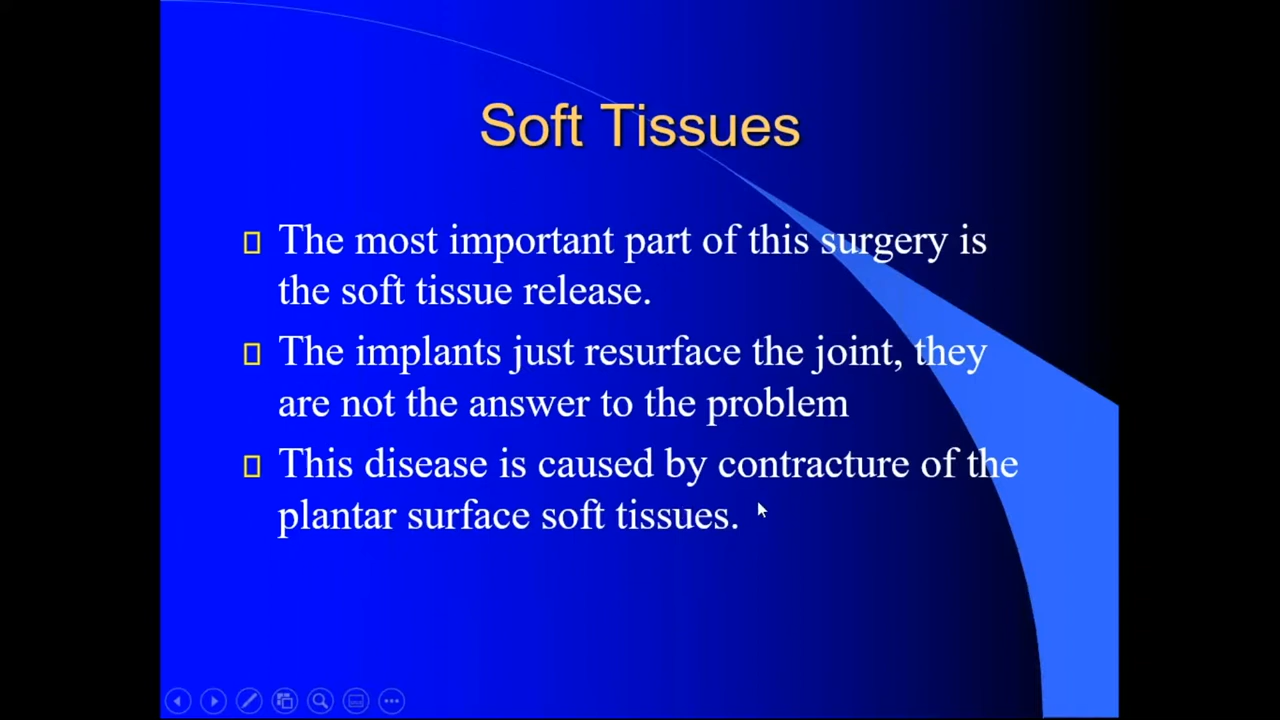 Soft Tissues
The most important part of this surgery is
the soft tissue release.
The implants just resurface the joint, they
are not the answer to the problem
This disease is caused by contracture of the
plantar surface soft tissues.